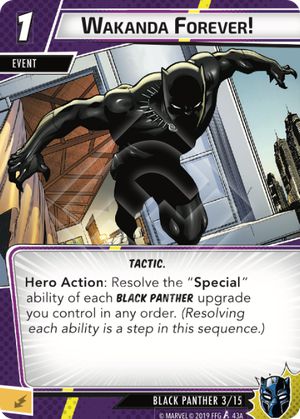 1
WAKANDA FOREVER!
EVENT
TACTIC.
Hero Action: Resolve the “Special”
ability of each BLACK PANTHER upgrade
you control in any order. (Resolving
each ability is a step in this sequence.)
BLACK PANTHER 3/15
© MARVEL © 2019 FFG A 43A